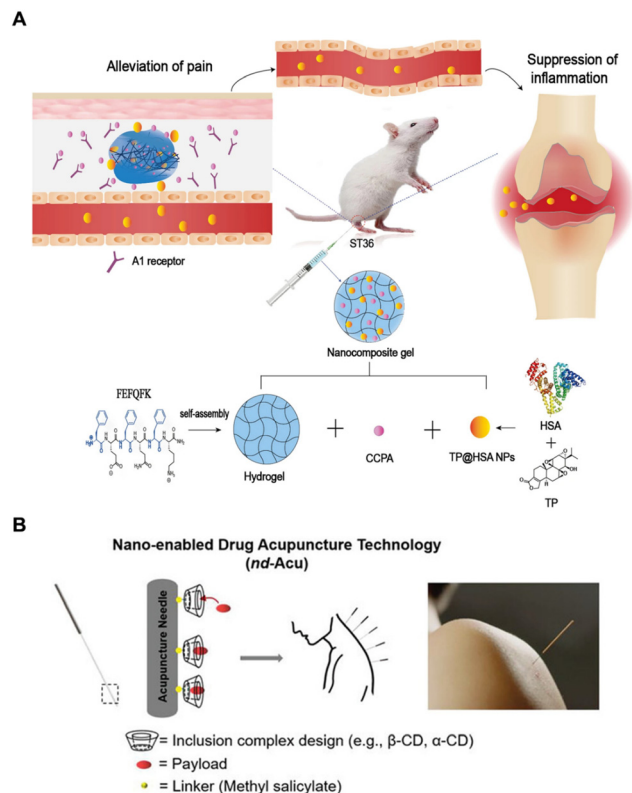 A
Alleviation of pain
Suppression of
inflammation
A1 receptor
ST36
Nanocomposite gel
FEFQFK
self-assembly
Hydrogel
+
CCPA
+
TP@HSA NPs
HSA
+
TP
B
Nano-enabled Drug Acupuncture Technology
(nd-Acu)
Acupuncture Needle
= Inclusion complex design (e.g., β-CD, α-CD)
= Payload
= Linker (Methyl salicylate)